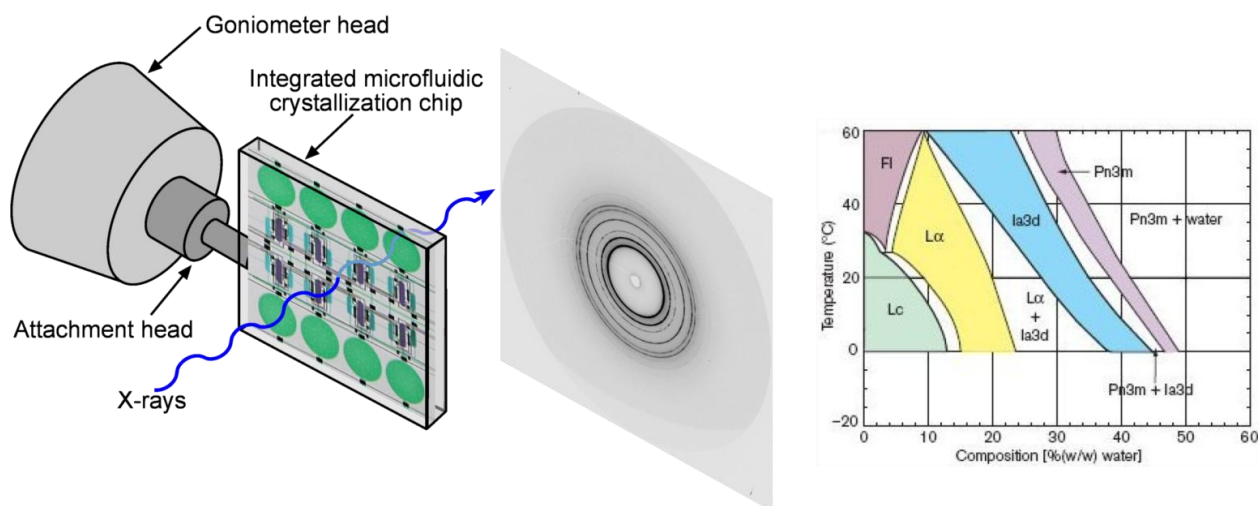 Goniometer head
Integrated microfluidic
crystallization chip
Attachment head
X-rays
60
40
20
0
−20
Temperature (°C)
Fl
Lα
Lc
Ia3d
Pn3m
Pn3m + water
Lα
+
Ia3d
Pn3m + Ia3d
0
10
20
30
40
50
60
Composition [%(w/w) water]